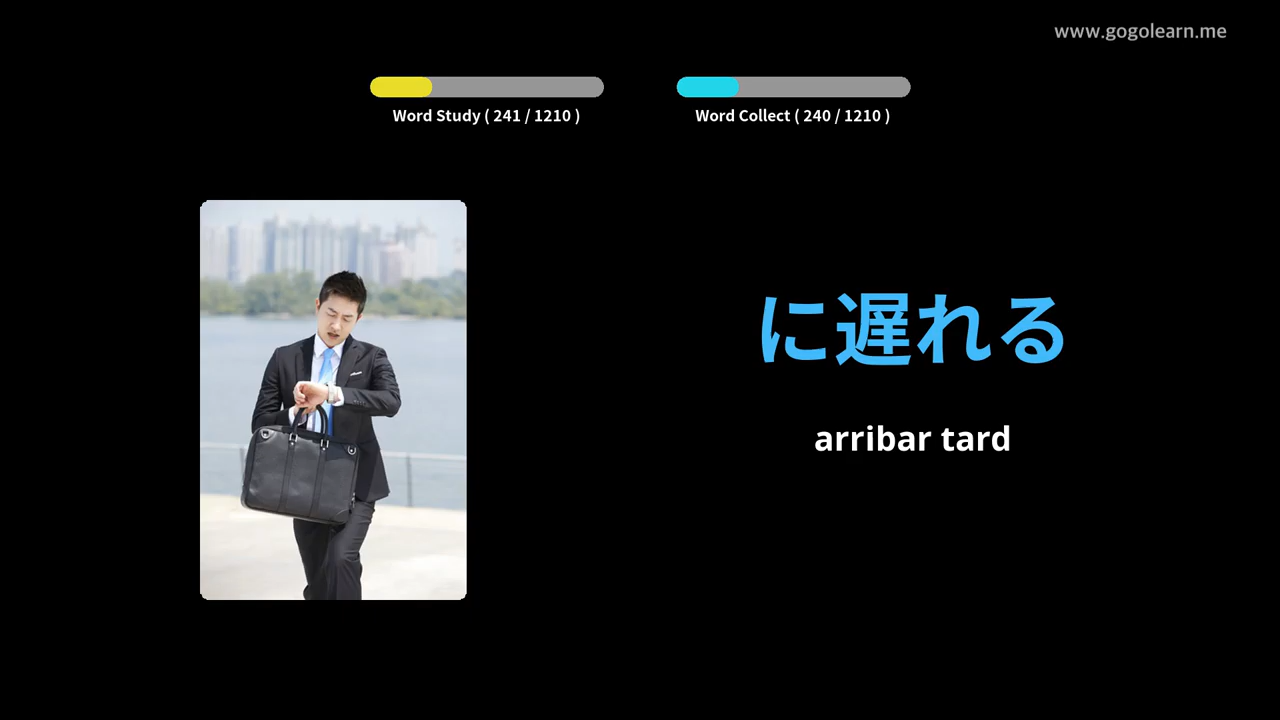 www.gogolearn.me
Word Study ( 241 / 1210 )
Word Collect ( 240 / 1210 )
に遅れる
arribar tard